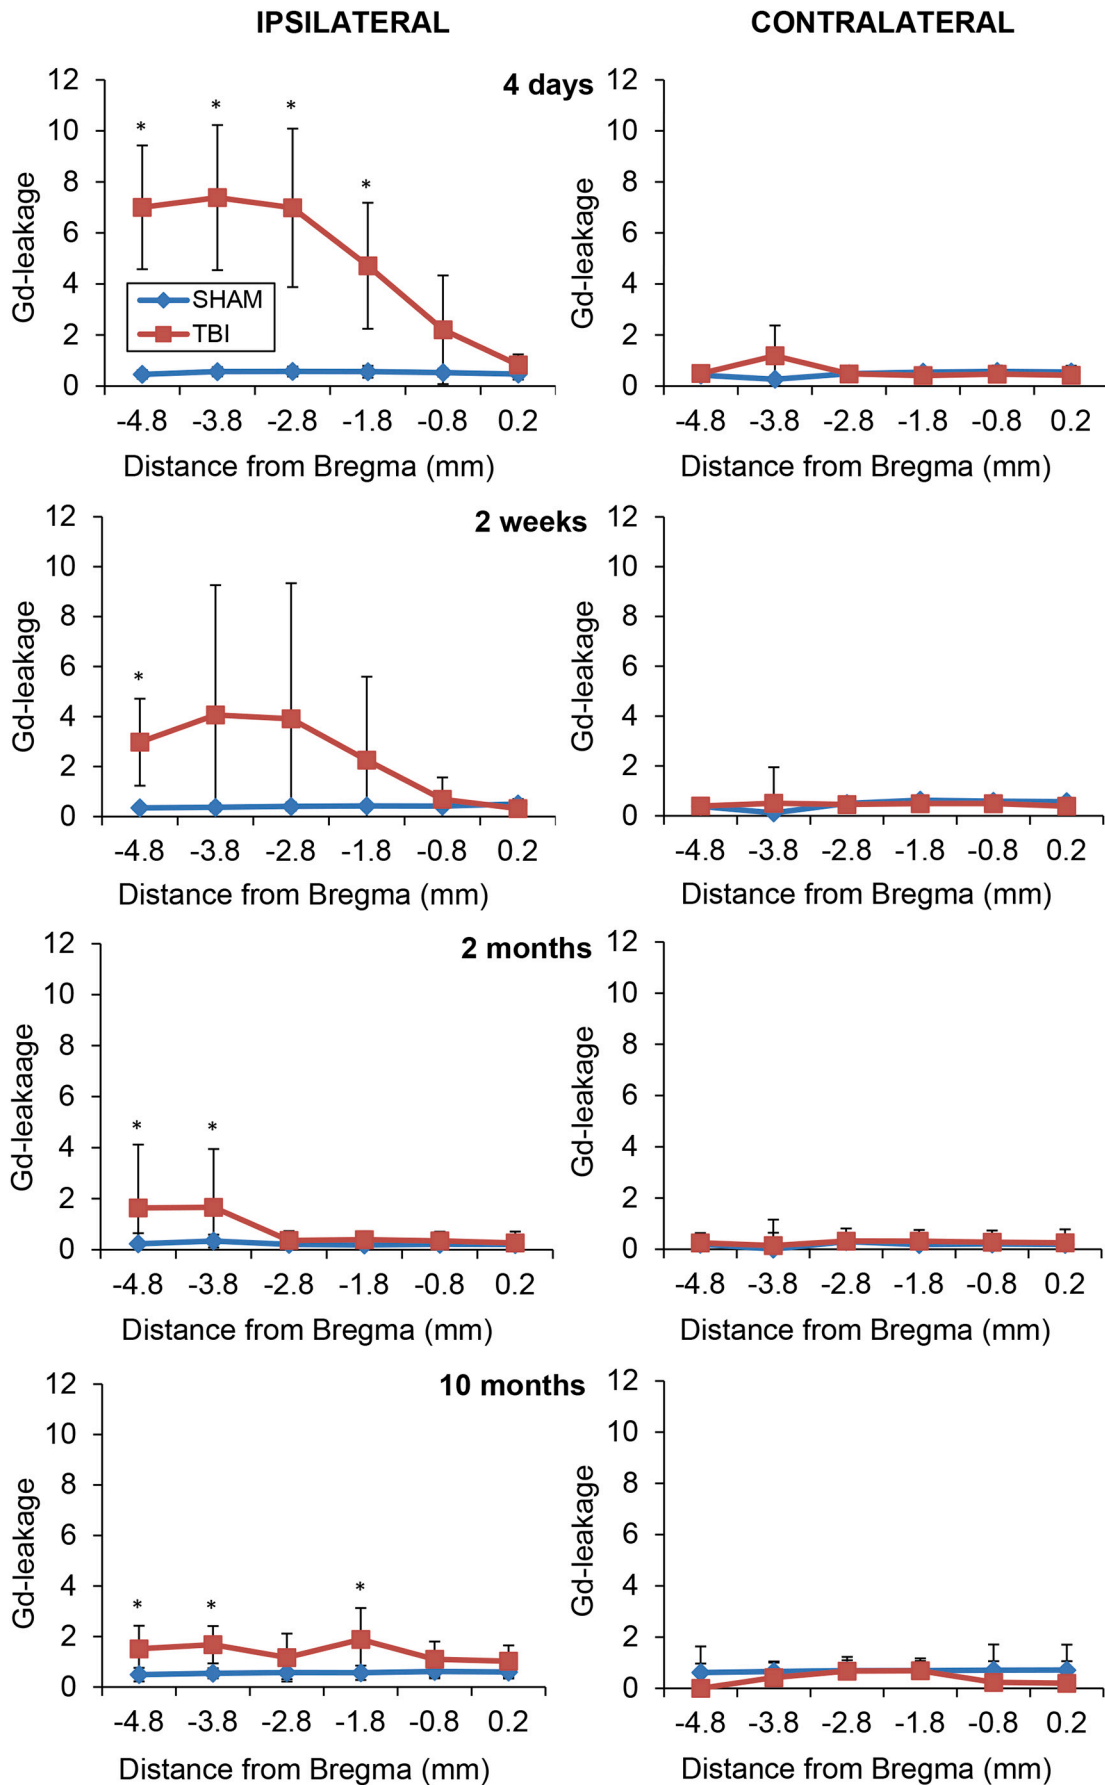 IPSILATERAL CONTRALATERAL
4 days
12
10
8
6
4
2
0
Gd-leakage
* * * *
SHAM
TBI
-4.8 -3.8 -2.8 -1.8 -0.8 0.2
Distance from Bregma (mm)
12
10
8
6
4
2
0
Gd-leakage
-4.8 -3.8 -2.8 -1.8 -0.8 0.2
Distance from Bregma (mm)
2 weeks
12
10
8
6
4
2
0
Gd-leakage
*
-4.8 -3.8 -2.8 -1.8 -0.8 0.2
Distance from Bregma (mm)
12
10
8
6
4
2
0
Gd-leakage
-4.8 -3.8 -2.8 -1.8 -0.8 0.2
Distance from Bregma (mm)
2 months
12
10
8
6
4
2
0
Gd-leakaage
* *
-4.8 -3.8 -2.8 -1.8 -0.8 0.2
Distance from Bregma (mm)
12
10
8
6
4
2
0
Gd-leakage
-4.8 -3.8 -2.8 -1.8 -0.8 0.2
Distance from Bregma (mm)
10 months
12
10
8
6
4
2
0
Gd-leakage
* * *
-4.8 -3.8 -2.8 -1.8 -0.8 0.2
Distance from Bregma (mm)
12
10
8
6
4
2
0
Gd-leakage
-4.8 -3.8 -2.8 -1.8 -0.8 0.2
Distance from Bregma (mm)